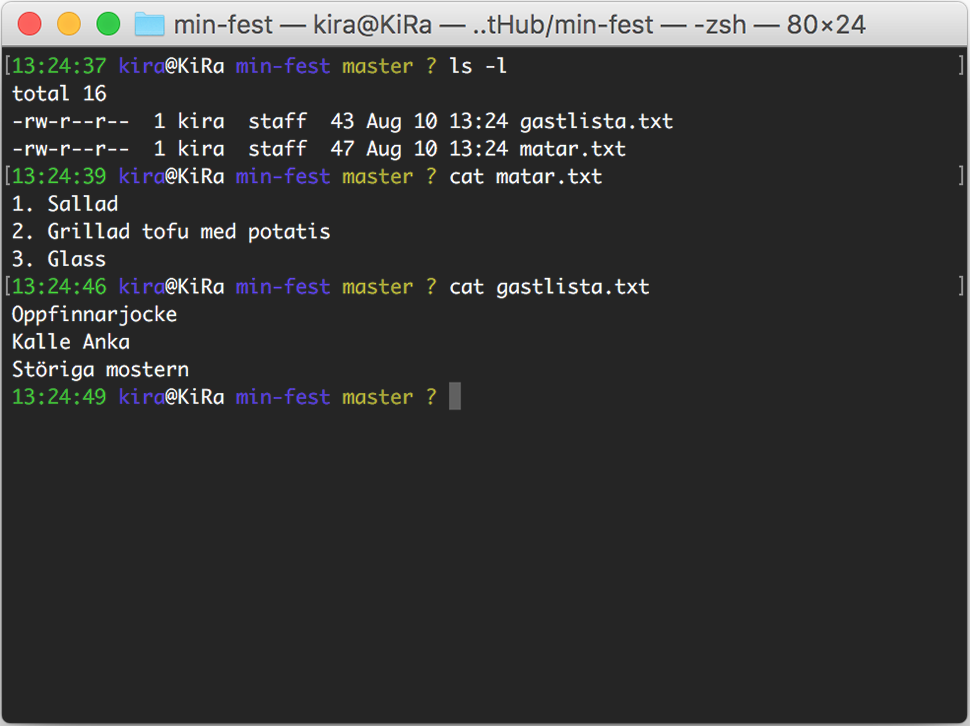 min-fest — kira@KiRa — ..tHub/min-fest — -zsh — 80×24
[13:24:37 kira@KiRa min-fest master ? ls -l ]
total 16
-rw-r--r--  1 kira  staff  43 Aug 10 13:24 gastlista.txt
-rw-r--r--  1 kira  staff  47 Aug 10 13:24 matar.txt
[13:24:39 kira@KiRa min-fest master ? cat matar.txt ]
1. Sallad
2. Grillad tofu med potatis
3. Glass
[13:24:46 kira@KiRa min-fest master ? cat gastlista.txt ]
Oppfinnarjocke
Kalle Anka
Störiga mostern
13:24:49 kira@KiRa min-fest master ?